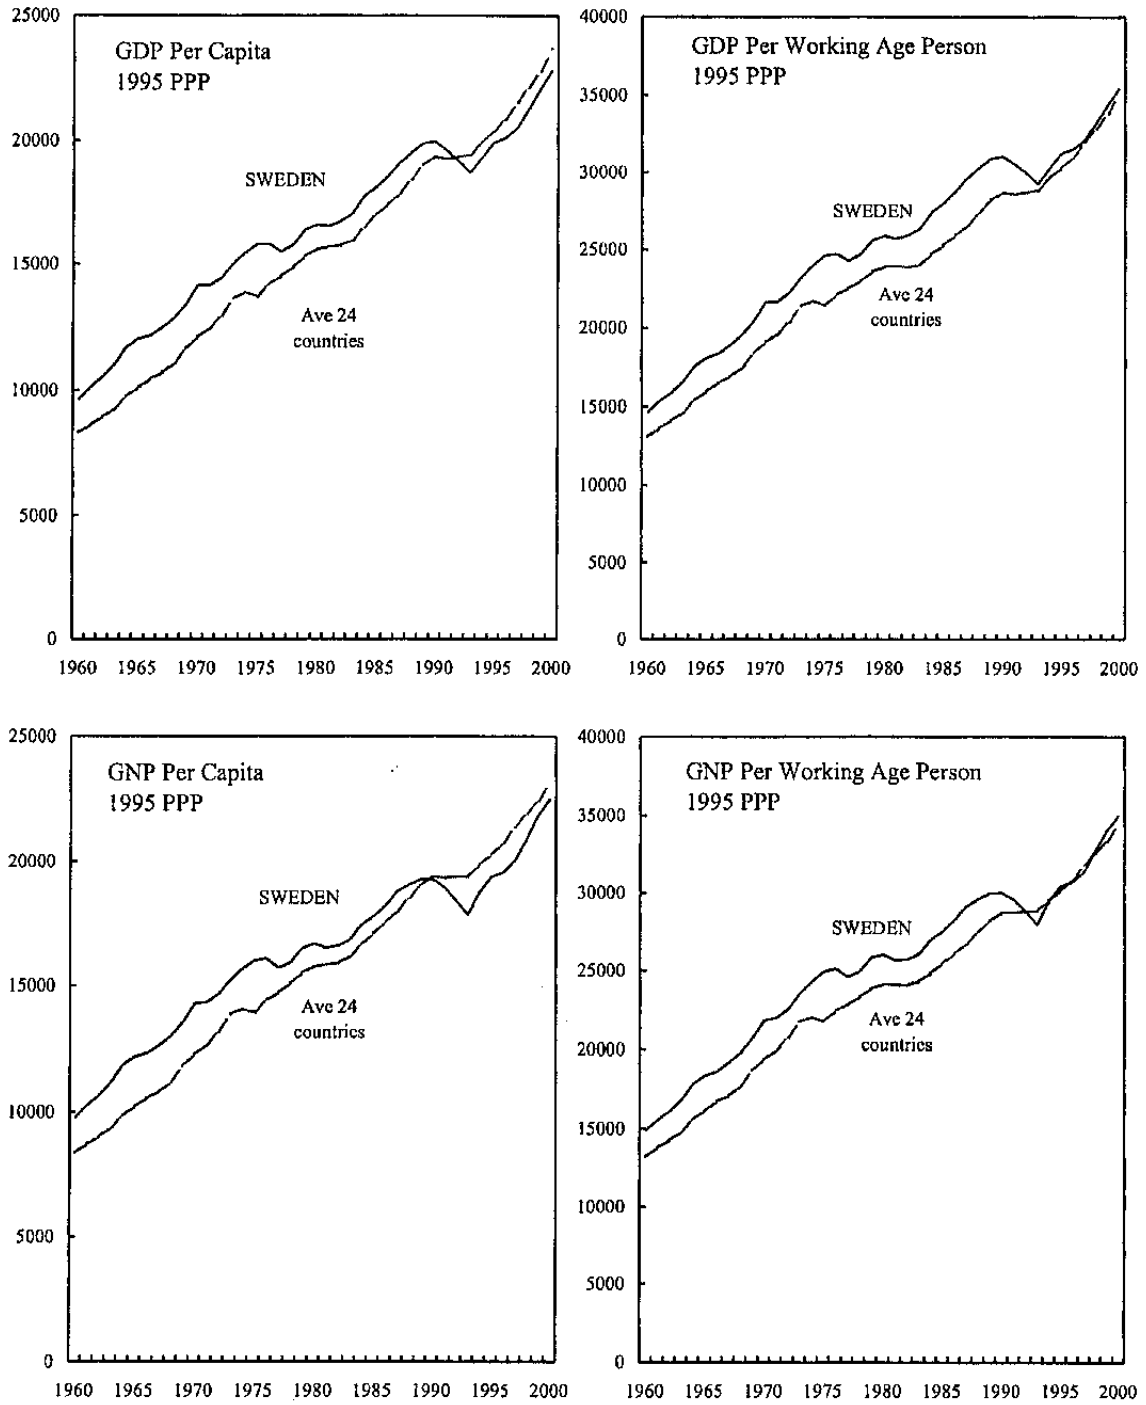 25000
GDP Per Capita
1995 PPP
20000
SWEDEN
15000
Ave 24
countries
10000
5000
0
1960 1965 1970 1975 1980 1985 1990 1995 2000
40000
GDP Per Working Age Person
1995 PPP
35000
30000
SWEDEN
25000
Ave 24
countries
20000
15000
10000
5000
0
1960 1965 1970 1975 1980 1985 1990 1995 2000
25000
GNP Per Capita
1995 PPP
20000
SWEDEN
15000
Ave 24
countries
10000
5000
0
1960 1965 1970 1975 1980 1985 1990 1995 2000
40000
GNP Per Working Age Person
1995 PPP
35000
30000
SWEDEN
25000
Ave 24
countries
20000
15000
10000
5000
0
1960 1965 1970 1975 1980 1985 1990 1995 2000